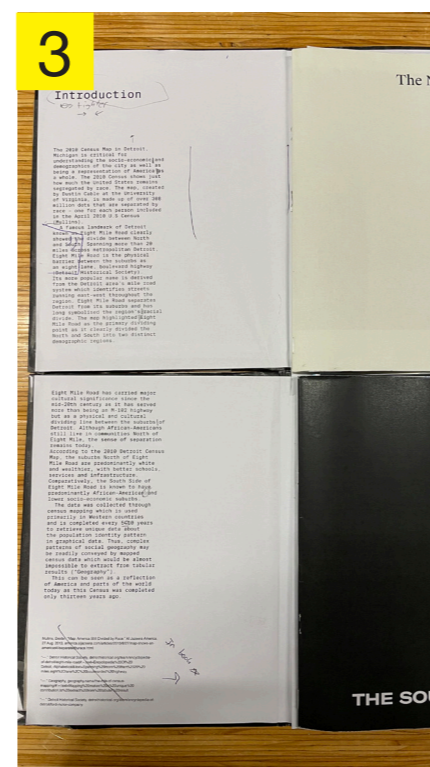 3
Introduction
The 2010 Census Map in Detroit,
Michigan is critical for
understanding the socio-economic and
demographics of the city as well as
being a representation of America as
a whole. The 2010 Census shows just
how much the United States remains
segregated by race. The map, created
by Dustin Cable at the University
of Virginia, is made up of over 308
million dots that are separated by
race - one for each person included
in the April 2010 U S Census
(Mullins).
A famous landmark of Detroit
known as Eight Mile Road clearly
showed the divide between North
and South. Spanning more than 20
miles across metropolitan Detroit,
Eight Mile Road is the physical
barrier between the suburbs as
an eight lane, boulevard highway
(Detroit Historical Society).
Its more popular name is derived
from the Detroit area's mile road
system which identifies streets
running east-west throughout the
region. Eight Mile Road separates
Detroit from its suburbs and has
long symbolized the region's racial
divide. The map highlighted Eight
Mile Road as the primary dividing
point as it clearly divided the
North and South into two distinct
demographic regions.
The
Eight Mile Road has carried major
cultural significance since the
mid-20th century as it has served
more than being an M-102 highway
but as a physical and cultural
dividing line between the suburbs of
Detroit. Although African-Americans
still live in communities North of
Eight Mile, the sense of separation
remains today.
According to the 2010 Detroit Census
Map, the suburbs North of Eight
Mile Road are predominantly white
and wealthier, with better schools,
services and infrastructure.
Comparatively, the South Side of
Eight Mile Road is known to have
predominantly African-American and
lower socio-economic suburbs.
The data was collected through
census mapping which is used
primarily in Western countries
and is completed every years
to retrieve unique data about
the population identity pattern
in graphical data. Thus, complex
patterns of social geography may
be readily conveyed by mapped
census data which would be almost
impossible to extract from tabular
results ("Geography").
This can be seen as a reflection
of America and parts of the world
today as this Census was completed
only thirteen years ago.
THE SOU